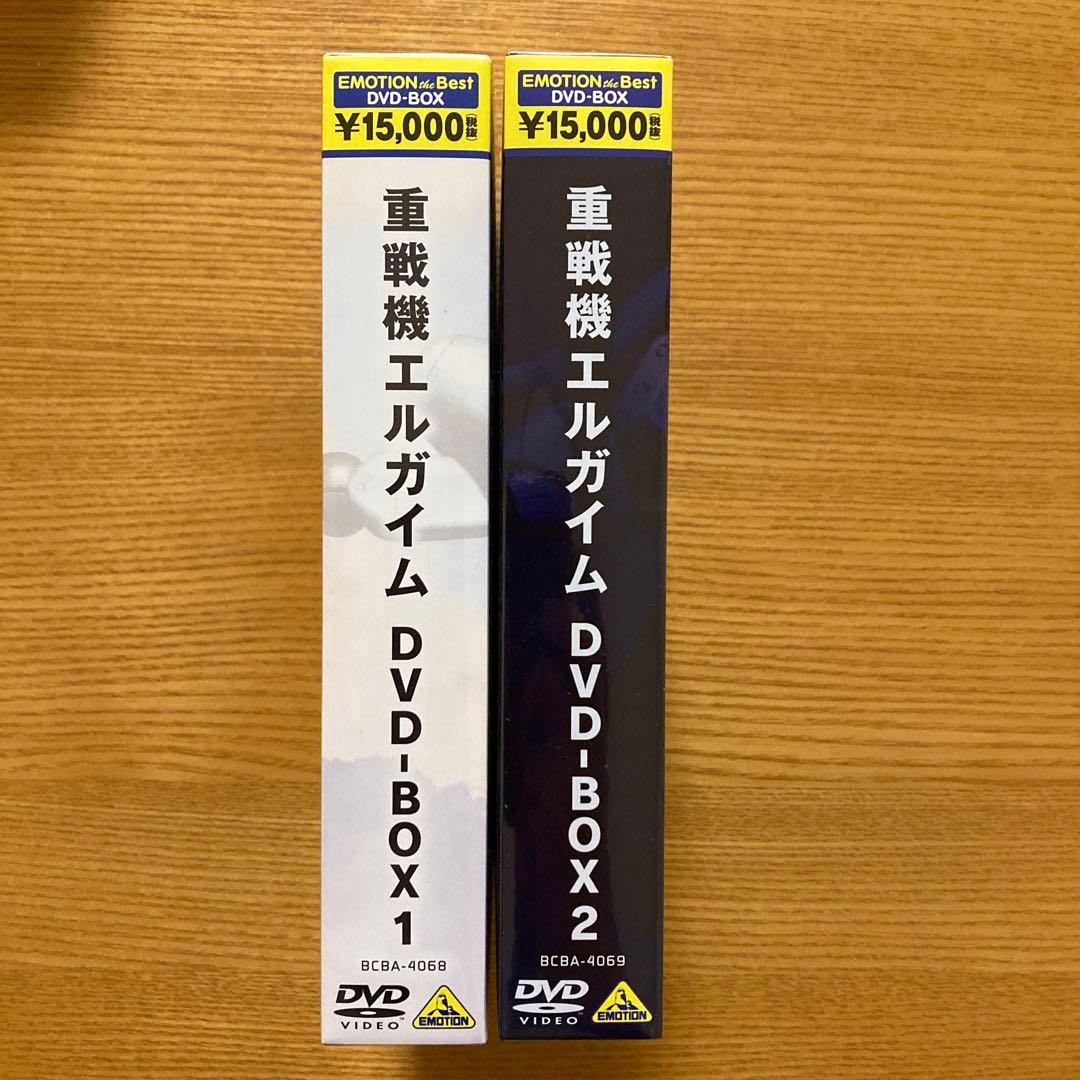 EMOTION the Best
DVD-BOX
¥15,000(税抜)
重戦機エルガイム DVD-BOX 1
BCBA-4068
DVD
VIDEO™
EMOTION
EMOTION the Best
DVD-BOX
¥15,000(税抜)
重戦機エルガイム DVD-BOX 2
BCBA-4069
DVD
VIDEO™
EMOTION